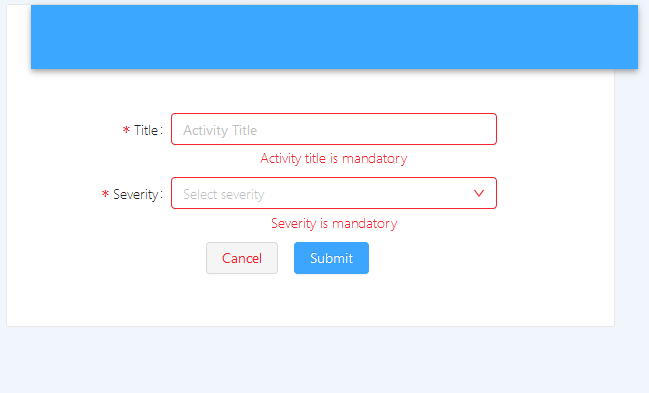 * Title: Activity Title
Activity title is mandatory
* Severity: Select severity
Severity is mandatory
Cancel Submit